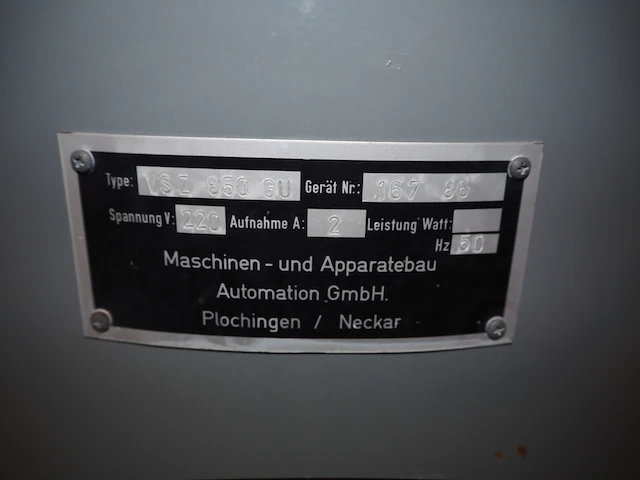 Type: VSZ 650 GU Gerät Nr.: 167 86
Spannung V: 220 Aufnahme A: 2 Leistung Watt:
Hz 50
Maschinen- und Apparatebau
Automation GmbH.
Plochingen / Neckar